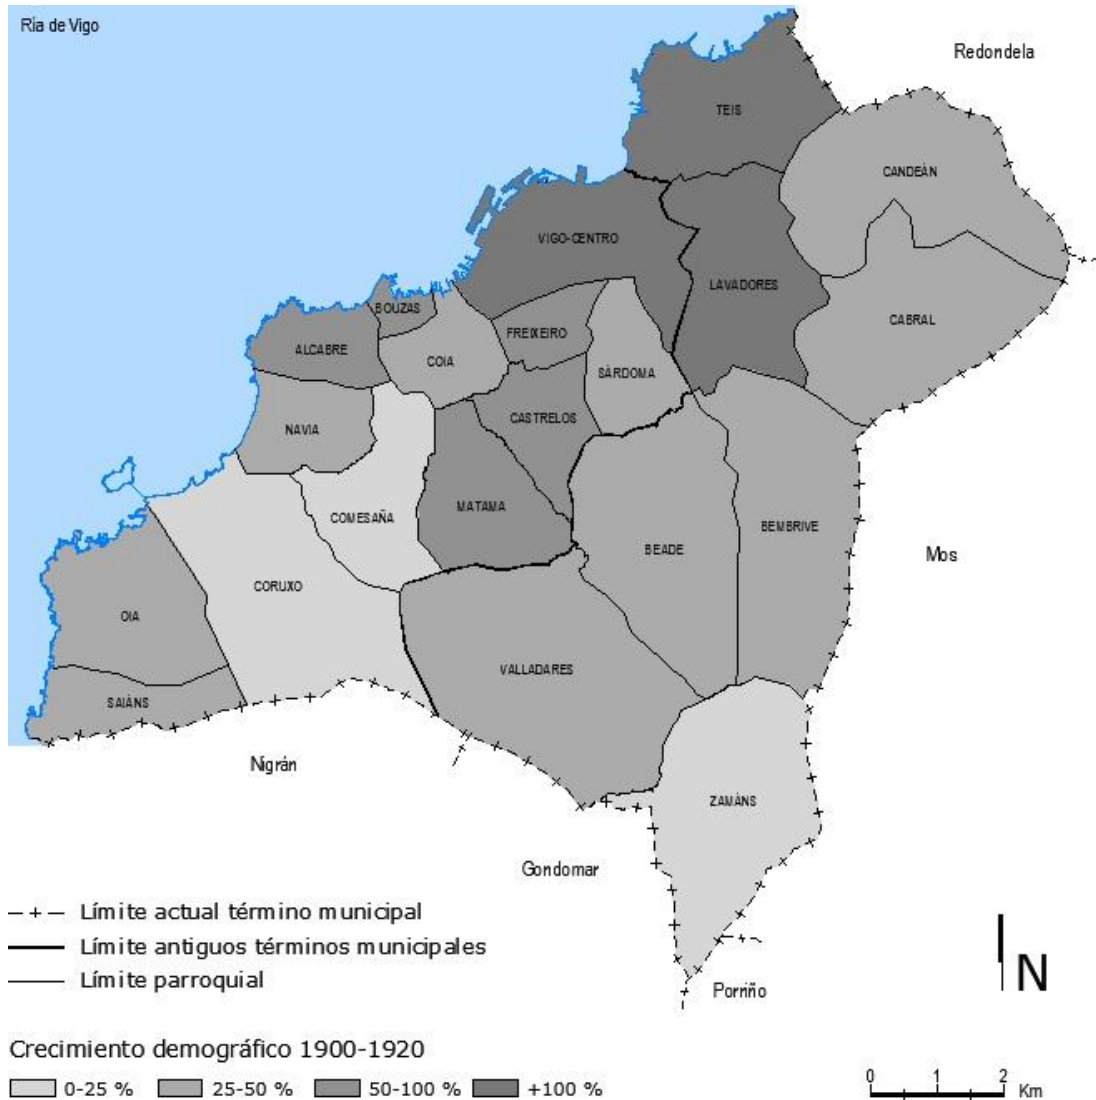 Ría de Vigo
Redondela
TEIS
CANDEÁN
VIGO-CENTRO
LAVADORES
BOUZAS
CABRAL
FREIXEIRO
ALCABRE
COIA
SÁRDOMA
CASTRELOS
NAVIA
MATAMA
COMESAÑA
BEMBRIVE
BEADE
Mos
CORUXO
OIA
VALLADARES
SAIÁNS
Nigrán
ZAMÁNS
Gondomar
Límite actual término municipal
Límite antiguos términos municipales
Límite parroquial
N
Porriño
Crecimiento demográfico 1900-1920
0-25 % 25-50 % 50-100 % +100 %
0 1 2 Km